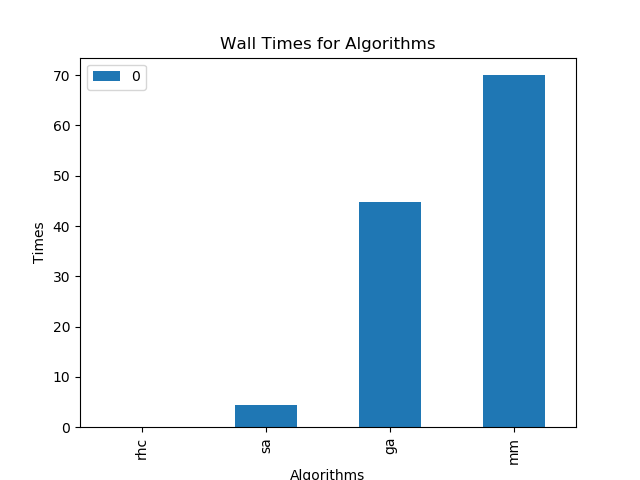 Wall Times for Algorithms
0
70
60
50
40
30
20
10
0
Times
rhc
sa
ga
mm
Algorithms